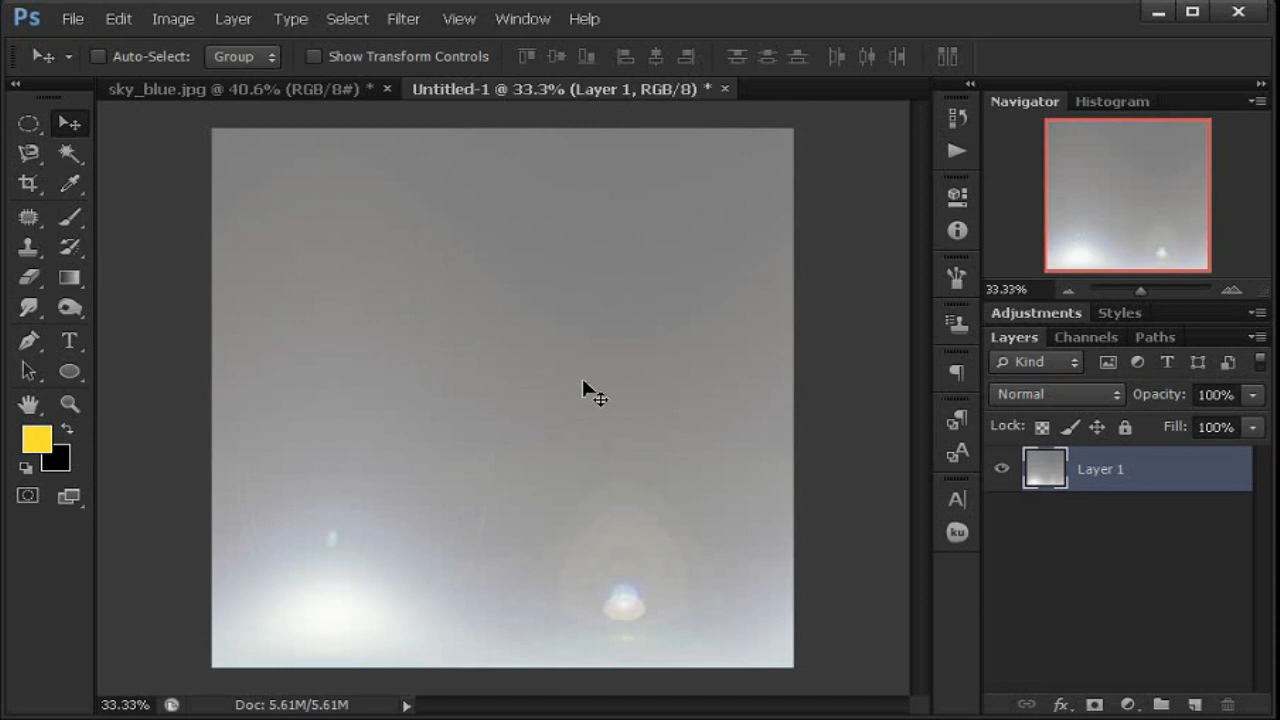 Ps File Edit Image Layer Type Select Filter View Window Help
Auto-Select: Group Show Transform Controls
sky_blue.jpg @ 40.6% (RGB/8#) * × Untitled-1 @ 33.3% (Layer 1, RGB/8) * ×
Navigator Histogram
33.33%
Adjustments Styles
Layers Channels Paths
Kind
Normal Opacity: 100%
Lock: Fill: 100%
Layer 1
ku
33.33% Doc: 5.61M/5.61M
fx